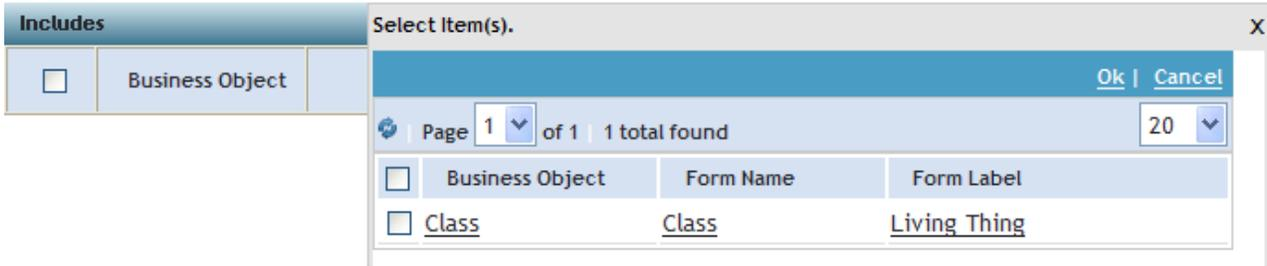 Includes
Business Object
Select Item(s). X
Ok | Cancel
Page 1 of 1 | 1 total found 20
Business Object Form Name Form Label
Class Class Living Thing